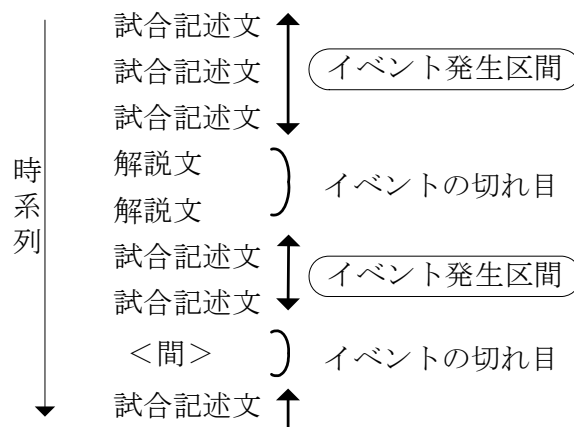 試合記述文
試合記述文
イベント発生区間
試合記述文
解説文
イベントの切れ目
解説文
時系列
試合記述文
イベント発生区間
試合記述文
＜間＞
イベントの切れ目
試合記述文